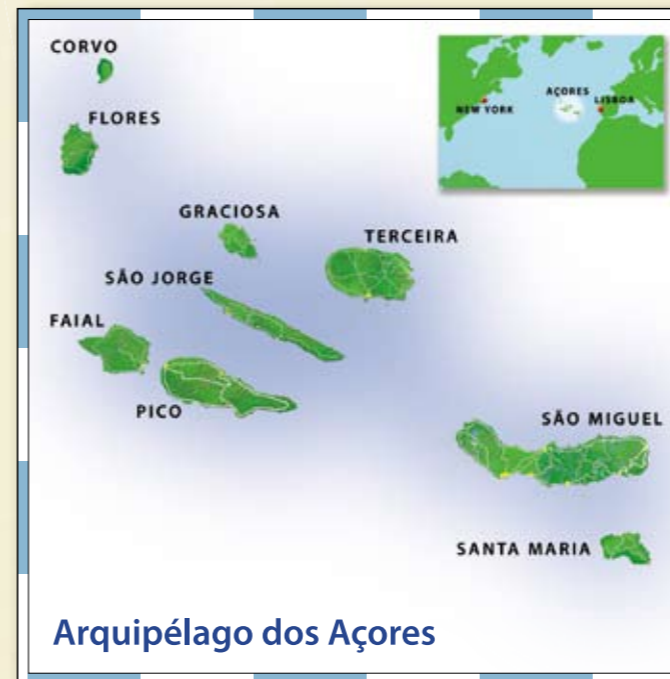 CORVO
FLORES
GRACIOSA
TERCEIRA
SÃO JORGE
FAIAL
PICO
SÃO MIGUEL
SANTA MARIA
AÇORES
NEW YORK
LISBOA
Arquipélago dos Açores